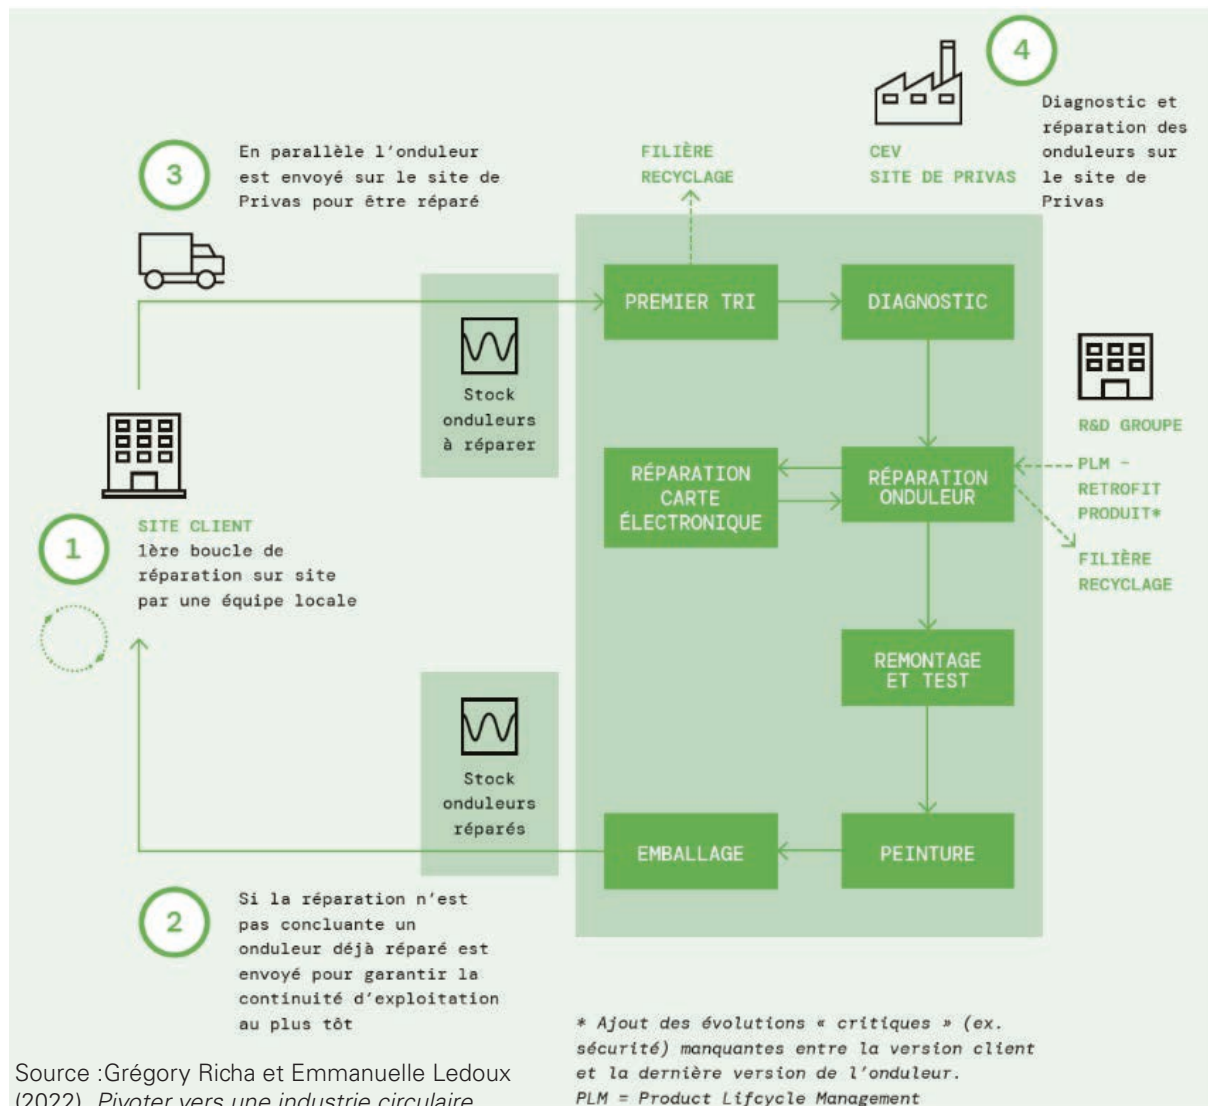 4
Diagnostic et
réparation des
onduleurs sur
le site de
Privas
3
En parallèle l'onduleur
est envoyé sur le site de
Privas pour être réparé
FILIÈRE
RECYCLAGE
CEV
SITE DE PRIVAS
PREMIER TRI
DIAGNOSTIC
Stock
onduleurs
à réparer
R&D GROUPE
PLM –
RETROFIT
PRODUIT*
FILIÈRE
RECYCLAGE
RÉPARATION
CARTE
ÉLECTRONIQUE
RÉPARATION
ONDULEUR
1
SITE CLIENT
1ère boucle de
réparation sur site
par une équipe locale
REMONTAGE
ET TEST
Stock
onduleurs
réparés
EMBALLAGE
PEINTURE
2
Si la réparation n'est
pas concluante un
onduleur déjà réparé est
envoyé pour garantir la
continuité d'exploitation
au plus tôt
* Ajout des évolutions « critiques » (ex.
sécurité) manquantes entre la version client
et la dernière version de l'onduleur.
PLM = Product Lifcycle Management
Source :Grégory Richa et Emmanuelle Ledoux
(2022), Pivoter vers une industrie circulaire